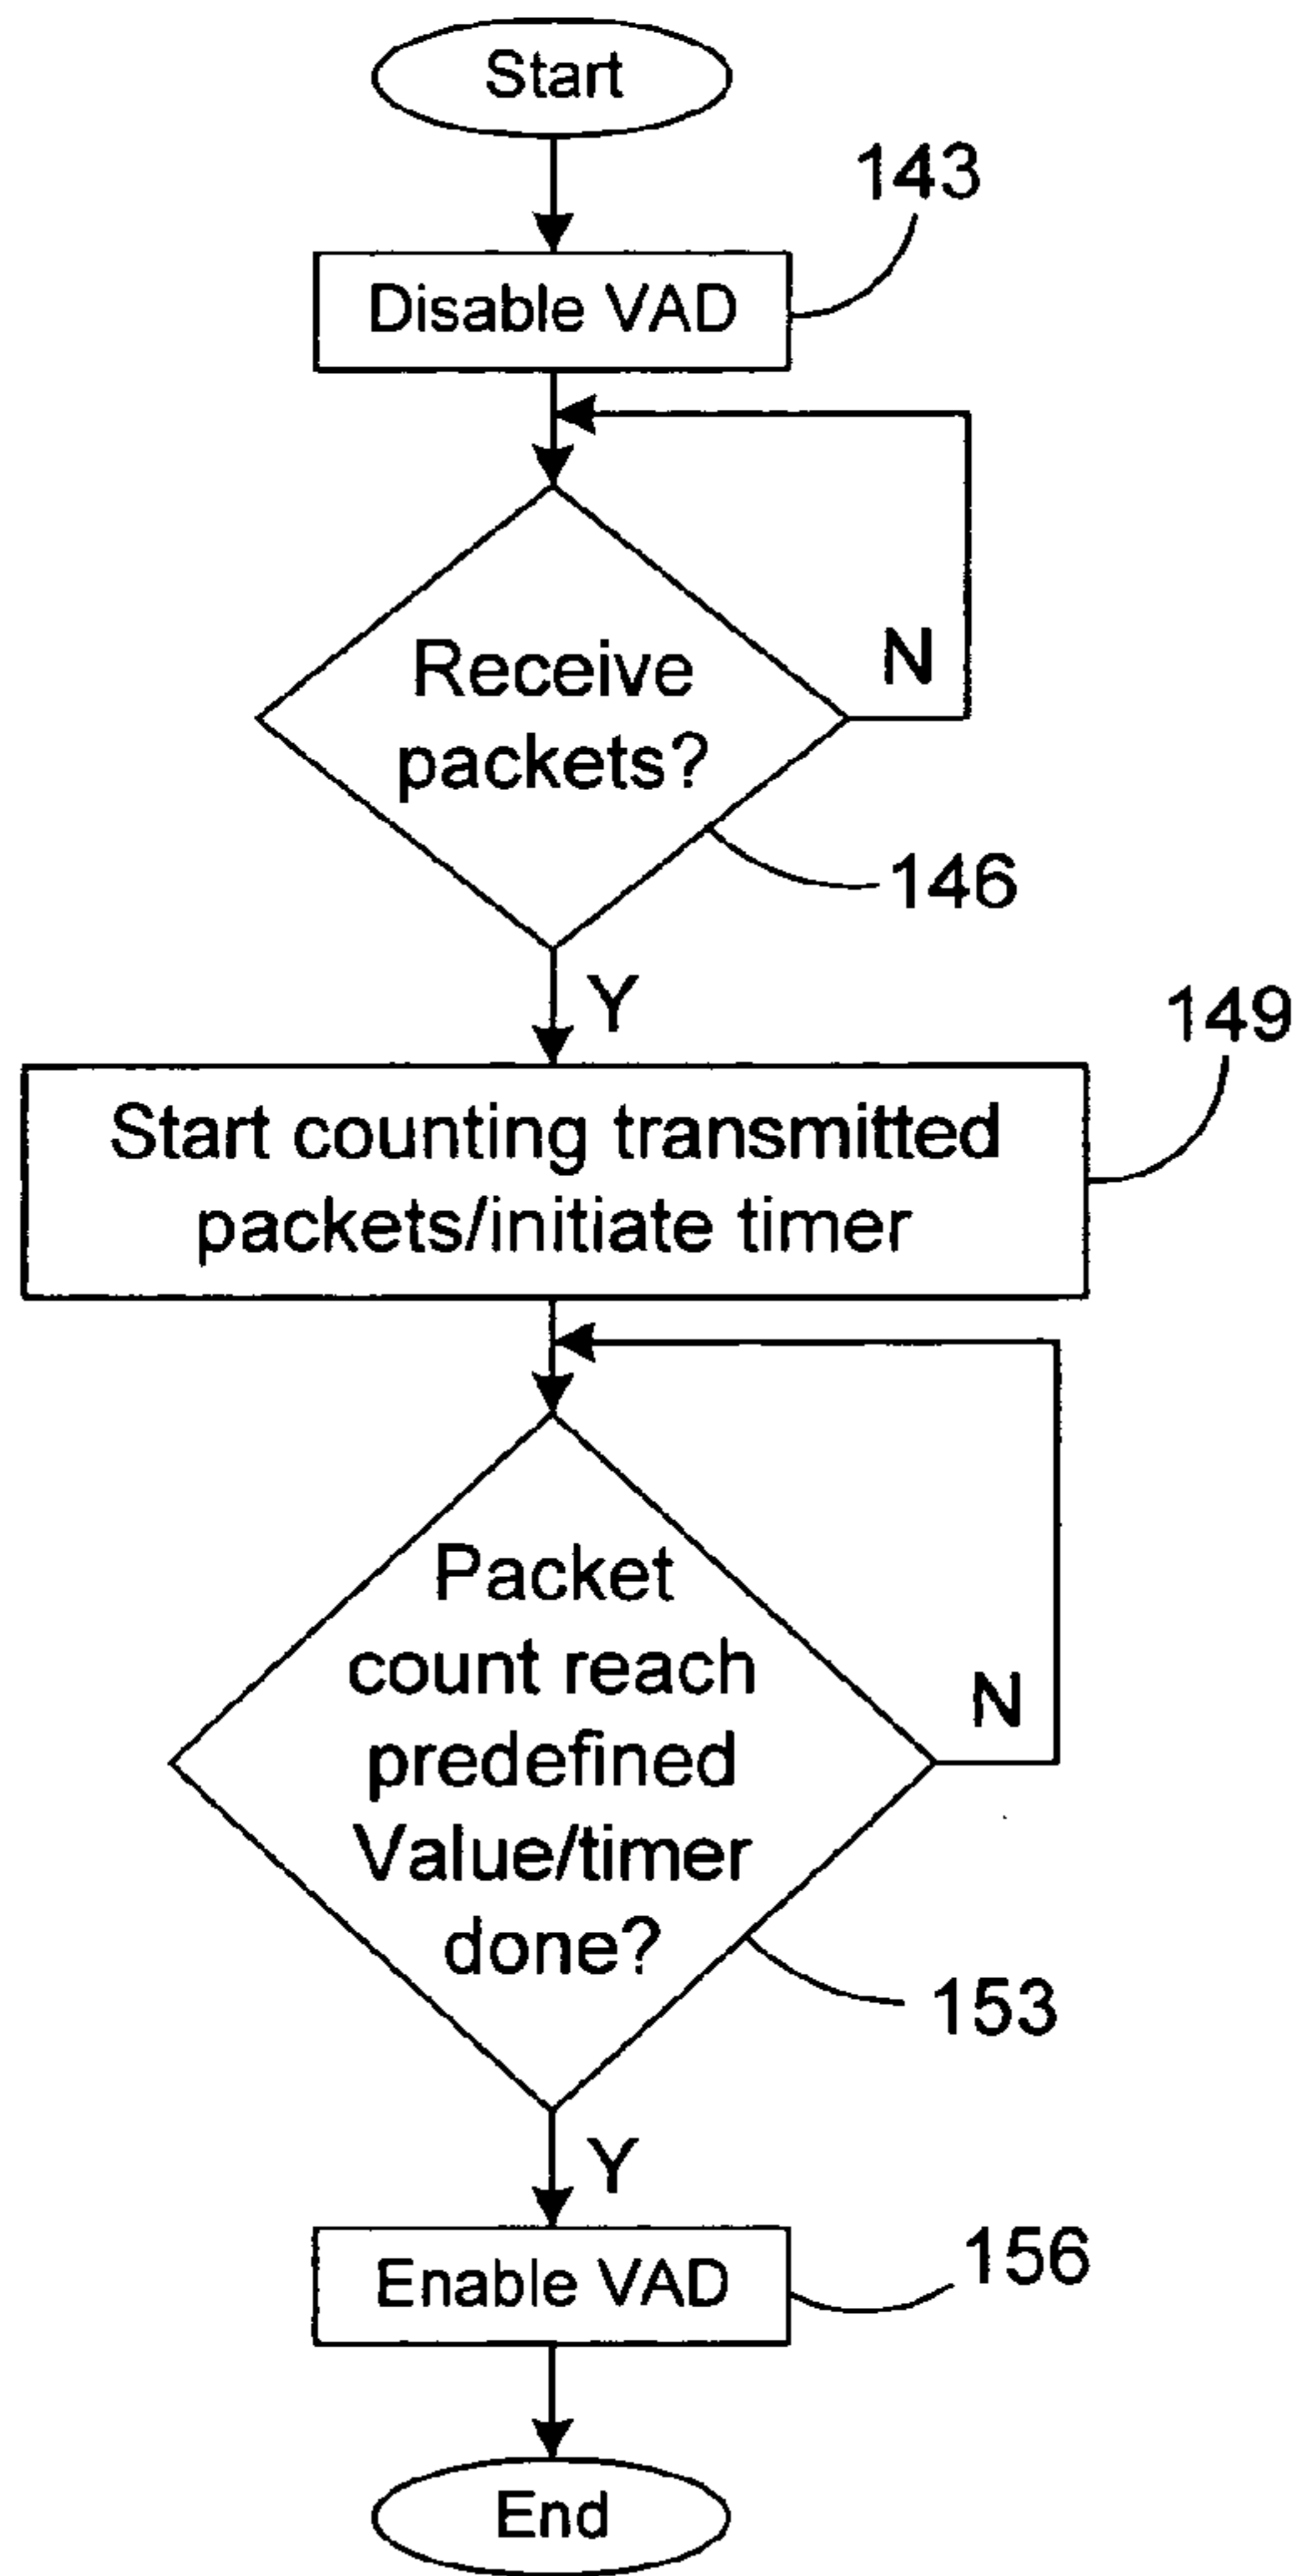 Start
143
Disable VAD
N
Receive
packets?
146
Y
149
Start counting transmitted
packets/initiate timer
Packet
count reach
N
predefined
Value/timer
done?
153
Y
156
Enable VAD
End